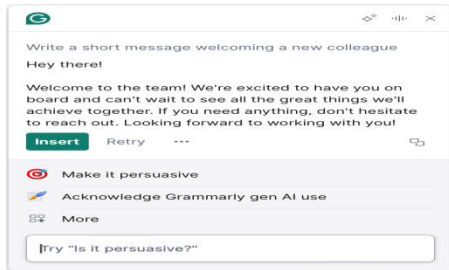 Write a short message welcoming a new colleague
Hey there!
Welcome to the team! We're excited to have you on
board and can't wait to see all the great things we'll
achieve together. If you need anything, don't hesitate
to reach out. Looking forward to working with you!
Insert Retry ...
Make it persuasive
Acknowledge Grammarly gen AI use
More
Try "Is it persuasive?"